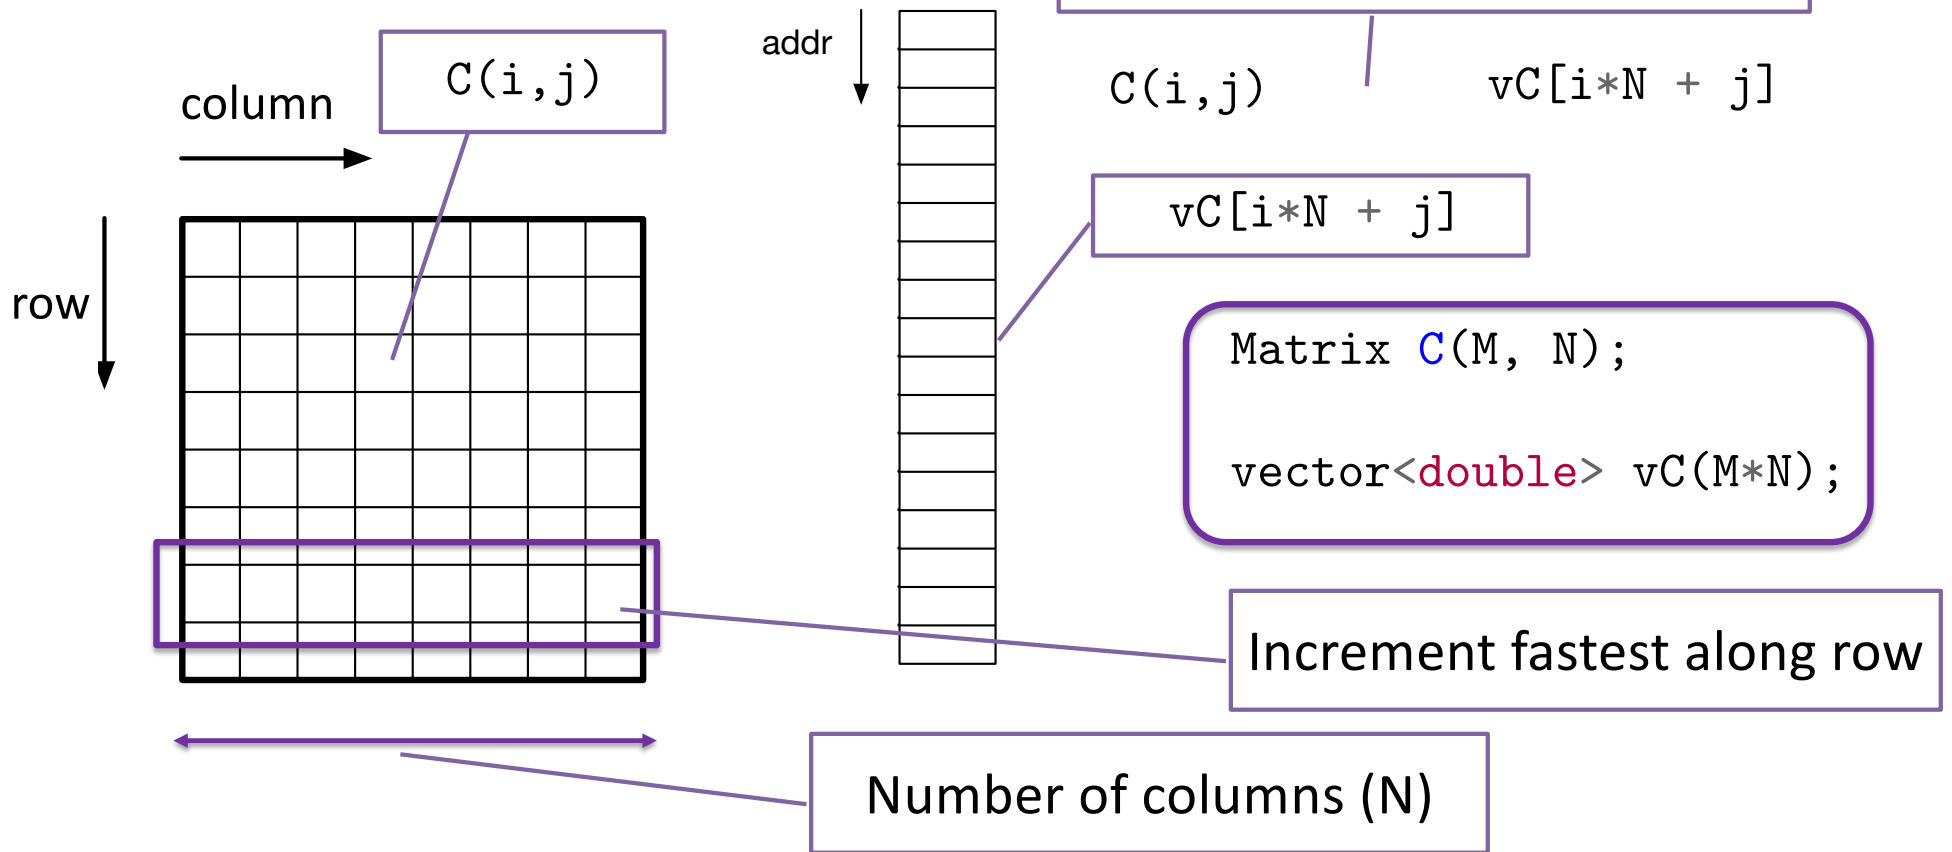 addr
C(i,j)
column
C(i,j)
vC[i*N + j]
vC[i*N + j]
row
Matrix C(M, N);
vector<double> vC(M*N);
Increment fastest along row
Number of columns (N)